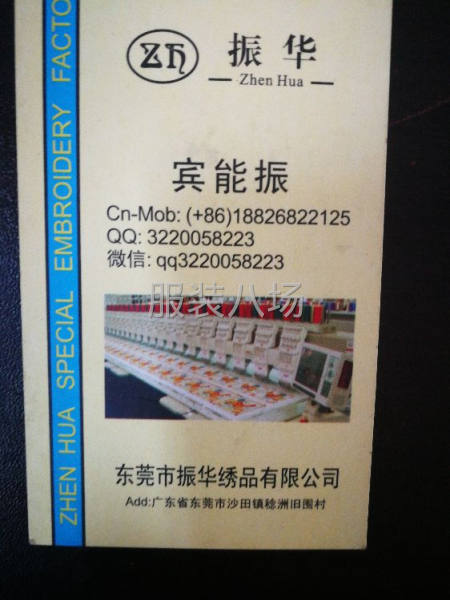 ZH
振华
Zhen Hua
宾能振
Cn-Mob: (+86)18826822125
QQ: 3220058223
微信: qq3220058223
服装八场
东莞市振华绣品有限公司
Add:广东省东莞市沙田镇稔洲旧围村
ZHEN HUA SPECIAL EMBROIDERY FACTO